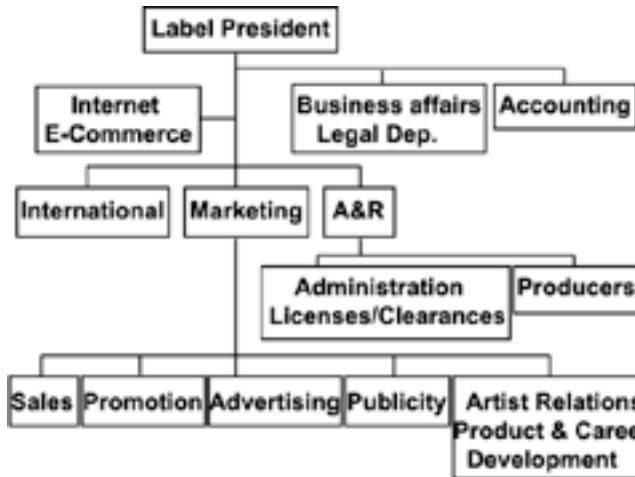 Label President
Internet
E-Commerce
Business affairs
Legal Dep.
Accounting
International
Marketing
A&R
Administration
Licenses/Clearances
Producers
Sales
Promotion
Advertising
Publicity
Artist Relations
Product & Caree
Development